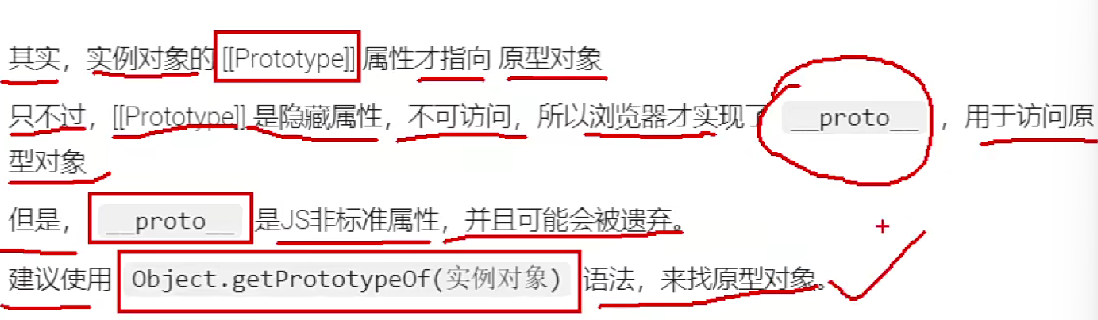 其实，实例对象的 [[Prototype]] 属性才指向 原型对象
只不过，[[Prototype]] 是隐藏属性，不可访问，所以浏览器才实现了 __proto__ ，用于访问原
型对象
但是， __proto__ 是JS非标准属性，并且可能会被遗弃。
建议使用 Object.getPrototypeOf(实例对象) 语法，来找原型对象。